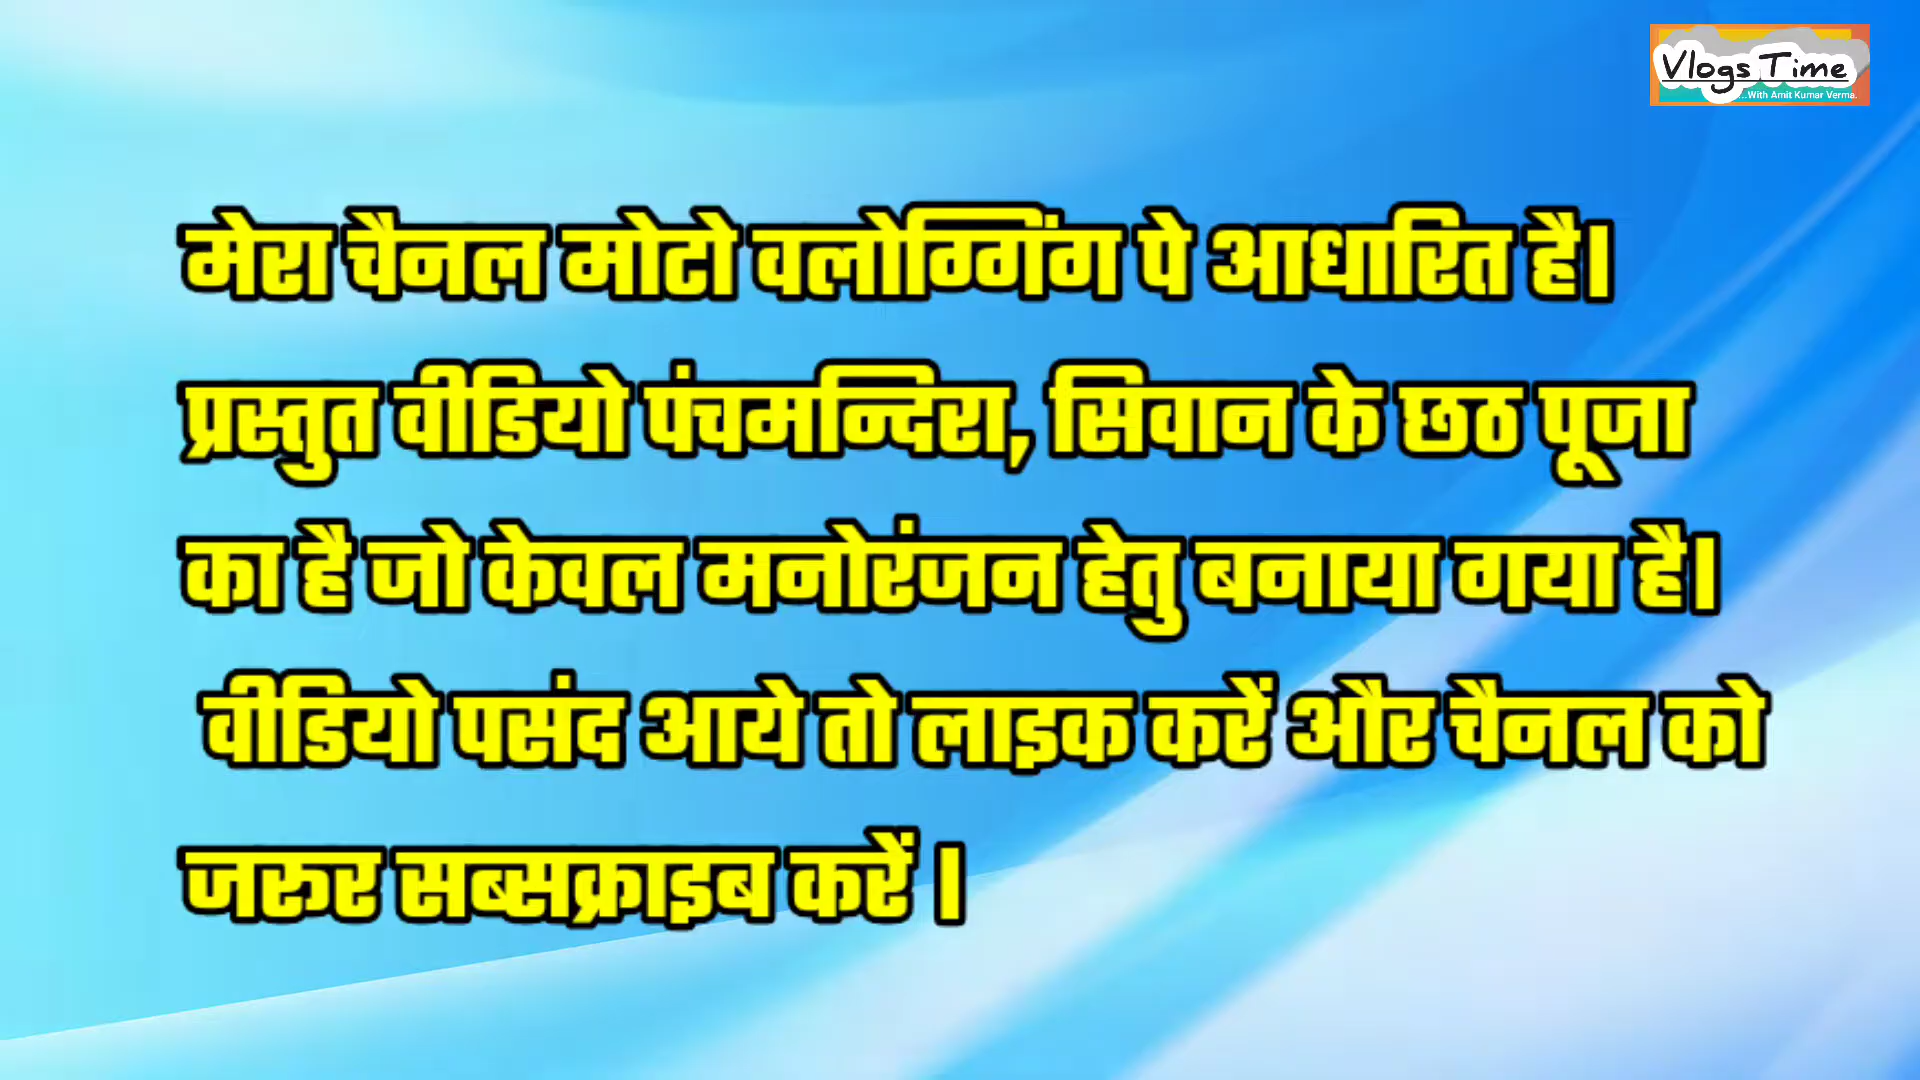 Vlogs Time
...With Amit Kumar Verma.
मेरा चैनल मोटो वलोग्गिंग पे आधारित है।
प्रस्तुत वीडियो पंचमन्दिरा, सिवान के छठ पूजा
का है जो केवल मनोरंजन हेतु बनाया गया है।
वीडियो पसंद आये तो लाइक करें और चैनल को
जरूर सब्सक्राइब करें ।